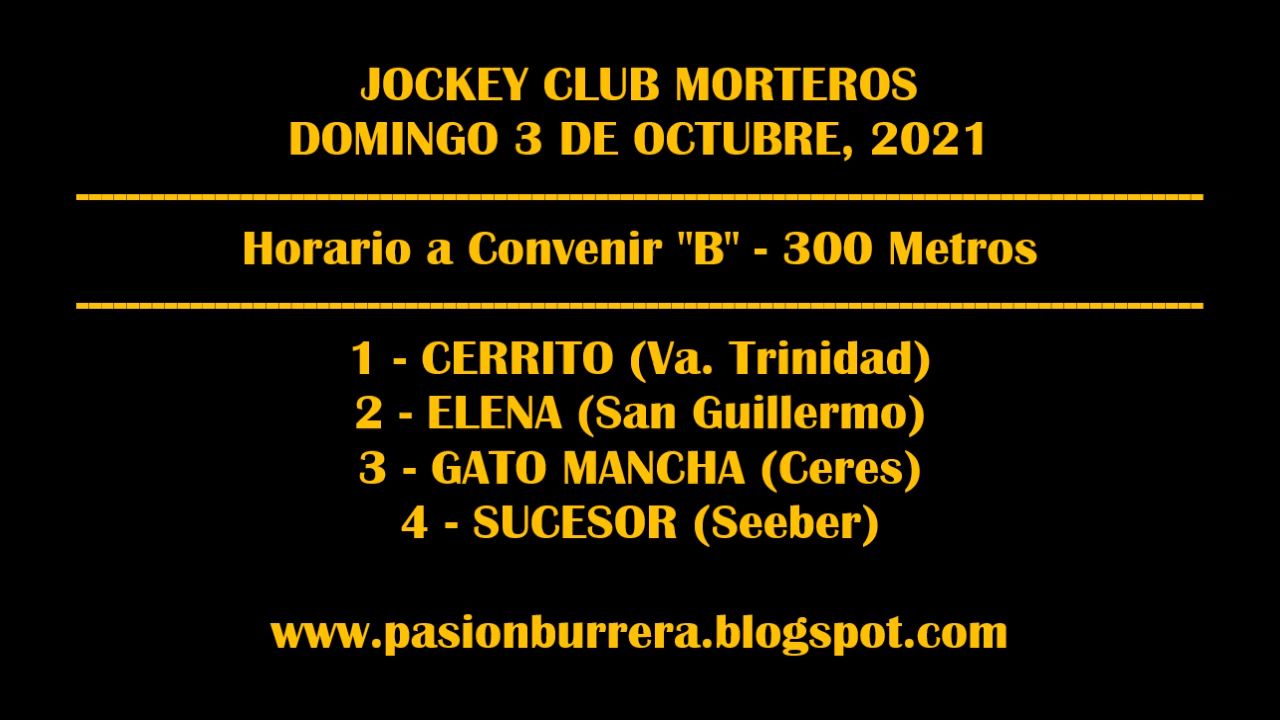 JOCKEY CLUB MORTEROS
DOMINGO 3 DE OCTUBRE, 2021
Horario a Convenir "B" - 300 Metros
1 - CERRITO (Va. Trinidad)
2 - ELENA (San Guillermo)
3 - GATO MANCHA (Ceres)
4 - SUCESOR (Seeber)
www.pasionburrera.blogspot.com